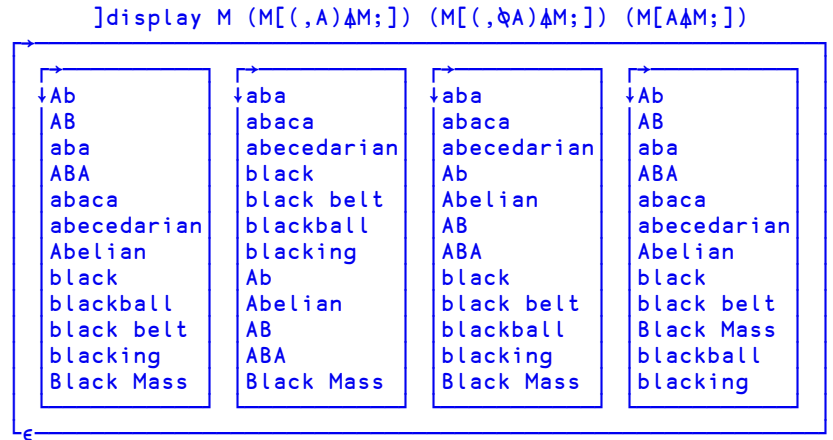 ]display M (M[(,A)⍋M;]) (M[(,⍉A)⍋M;]) (M[A⍋M;])
┌→──────────────────────────────────────────────────────────────┐
│ ┌→───────────┐ ┌→───────────┐ ┌→───────────┐ ┌→───────────┐ │
│ ↓Ab          │ ↓aba         │ ↓aba         │ ↓Ab          │ │
│ │AB          │ │abaca       │ │abaca       │ │AB          │ │
│ │aba         │ │abecedarian│ │abecedarian│ │aba         │ │
│ │ABA         │ │black       │ │Ab          │ │ABA         │ │
│ │abaca       │ │black belt  │ │Abelian     │ │abaca       │ │
│ │abecedarian│ │blackball   │ │AB          │ │abecedarian│ │
│ │Abelian     │ │blacking    │ │ABA         │ │Abelian     │ │
│ │black       │ │Ab          │ │black       │ │black       │ │
│ │blackball   │ │Abelian     │ │black belt  │ │black belt  │ │
│ │black belt  │ │AB          │ │blackball   │ │Black Mass  │ │
│ │blacking    │ │ABA         │ │blacking    │ │blackball   │ │
│ │Black Mass  │ │Black Mass  │ │Black Mass  │ │blacking    │ │
│ └────────────┘ └────────────┘ └────────────┘ └────────────┘ │
└∊──────────────────────────────────────────────────────────────┘